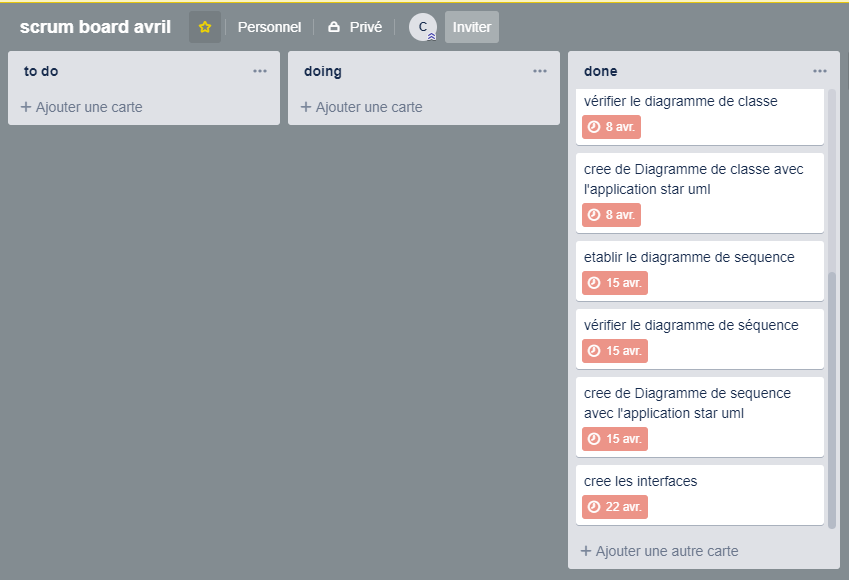 scrum board avril
Personnel
Privé
C
Inviter
to do
+ Ajouter une carte
doing
+ Ajouter une carte
done
vérifier le diagramme de classe
8 avr.
cree de Diagramme de classe avec
l'application star uml
8 avr.
etablir le diagramme de sequence
15 avr.
vérifier le diagramme de séquence
15 avr.
cree de Diagramme de sequence
avec l'application star uml
15 avr.
cree les interfaces
22 avr.
+ Ajouter une autre carte